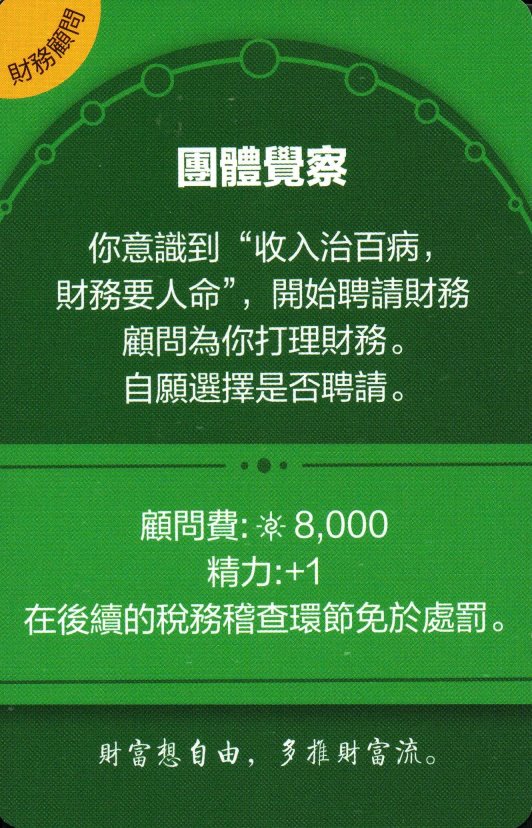 財務顧問
團體覺察
你意識到“收入治百病，
財務要人命”，開始聘請財務
顧問為你打理財務。
自願選擇是否聘請。
顧問費: 8,000
精力:+1
在後續的稅務稽查環節免於處罰。
財富想自由，多推財富流。